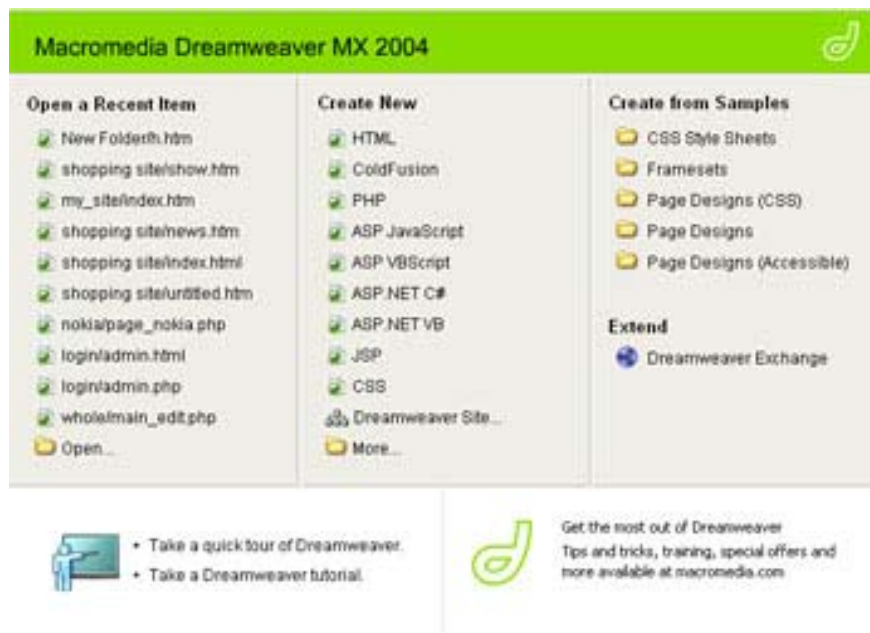 Macromedia Dreamweaver MX 2004
Open a Recent Item
New Folder/h.htm
shopping site/show.htm
my_site/index.htm
shopping site/news.htm
shopping site/index.html
shopping site/untitled.htm
nokia/page_nokia.php
login/admin.html
login/admin.php
whole/main_edit.php
Open...
Create New
HTML
ColdFusion
PHP
ASP JavaScript
ASP VBScript
ASP.NET C#
ASP.NET VB
JSP
CSS
Dreamweaver Site...
More...
Create from Samples
CSS Style Sheets
Framesets
Page Designs (CSS)
Page Designs
Page Designs (Accessible)
Extend
Dreamweaver Exchange
• Take a quick tour of Dreamweaver.
• Take a Dreamweaver tutorial.
Get the most out of Dreamweaver
Tips and tricks, training, special offers and
more available at macromedia.com